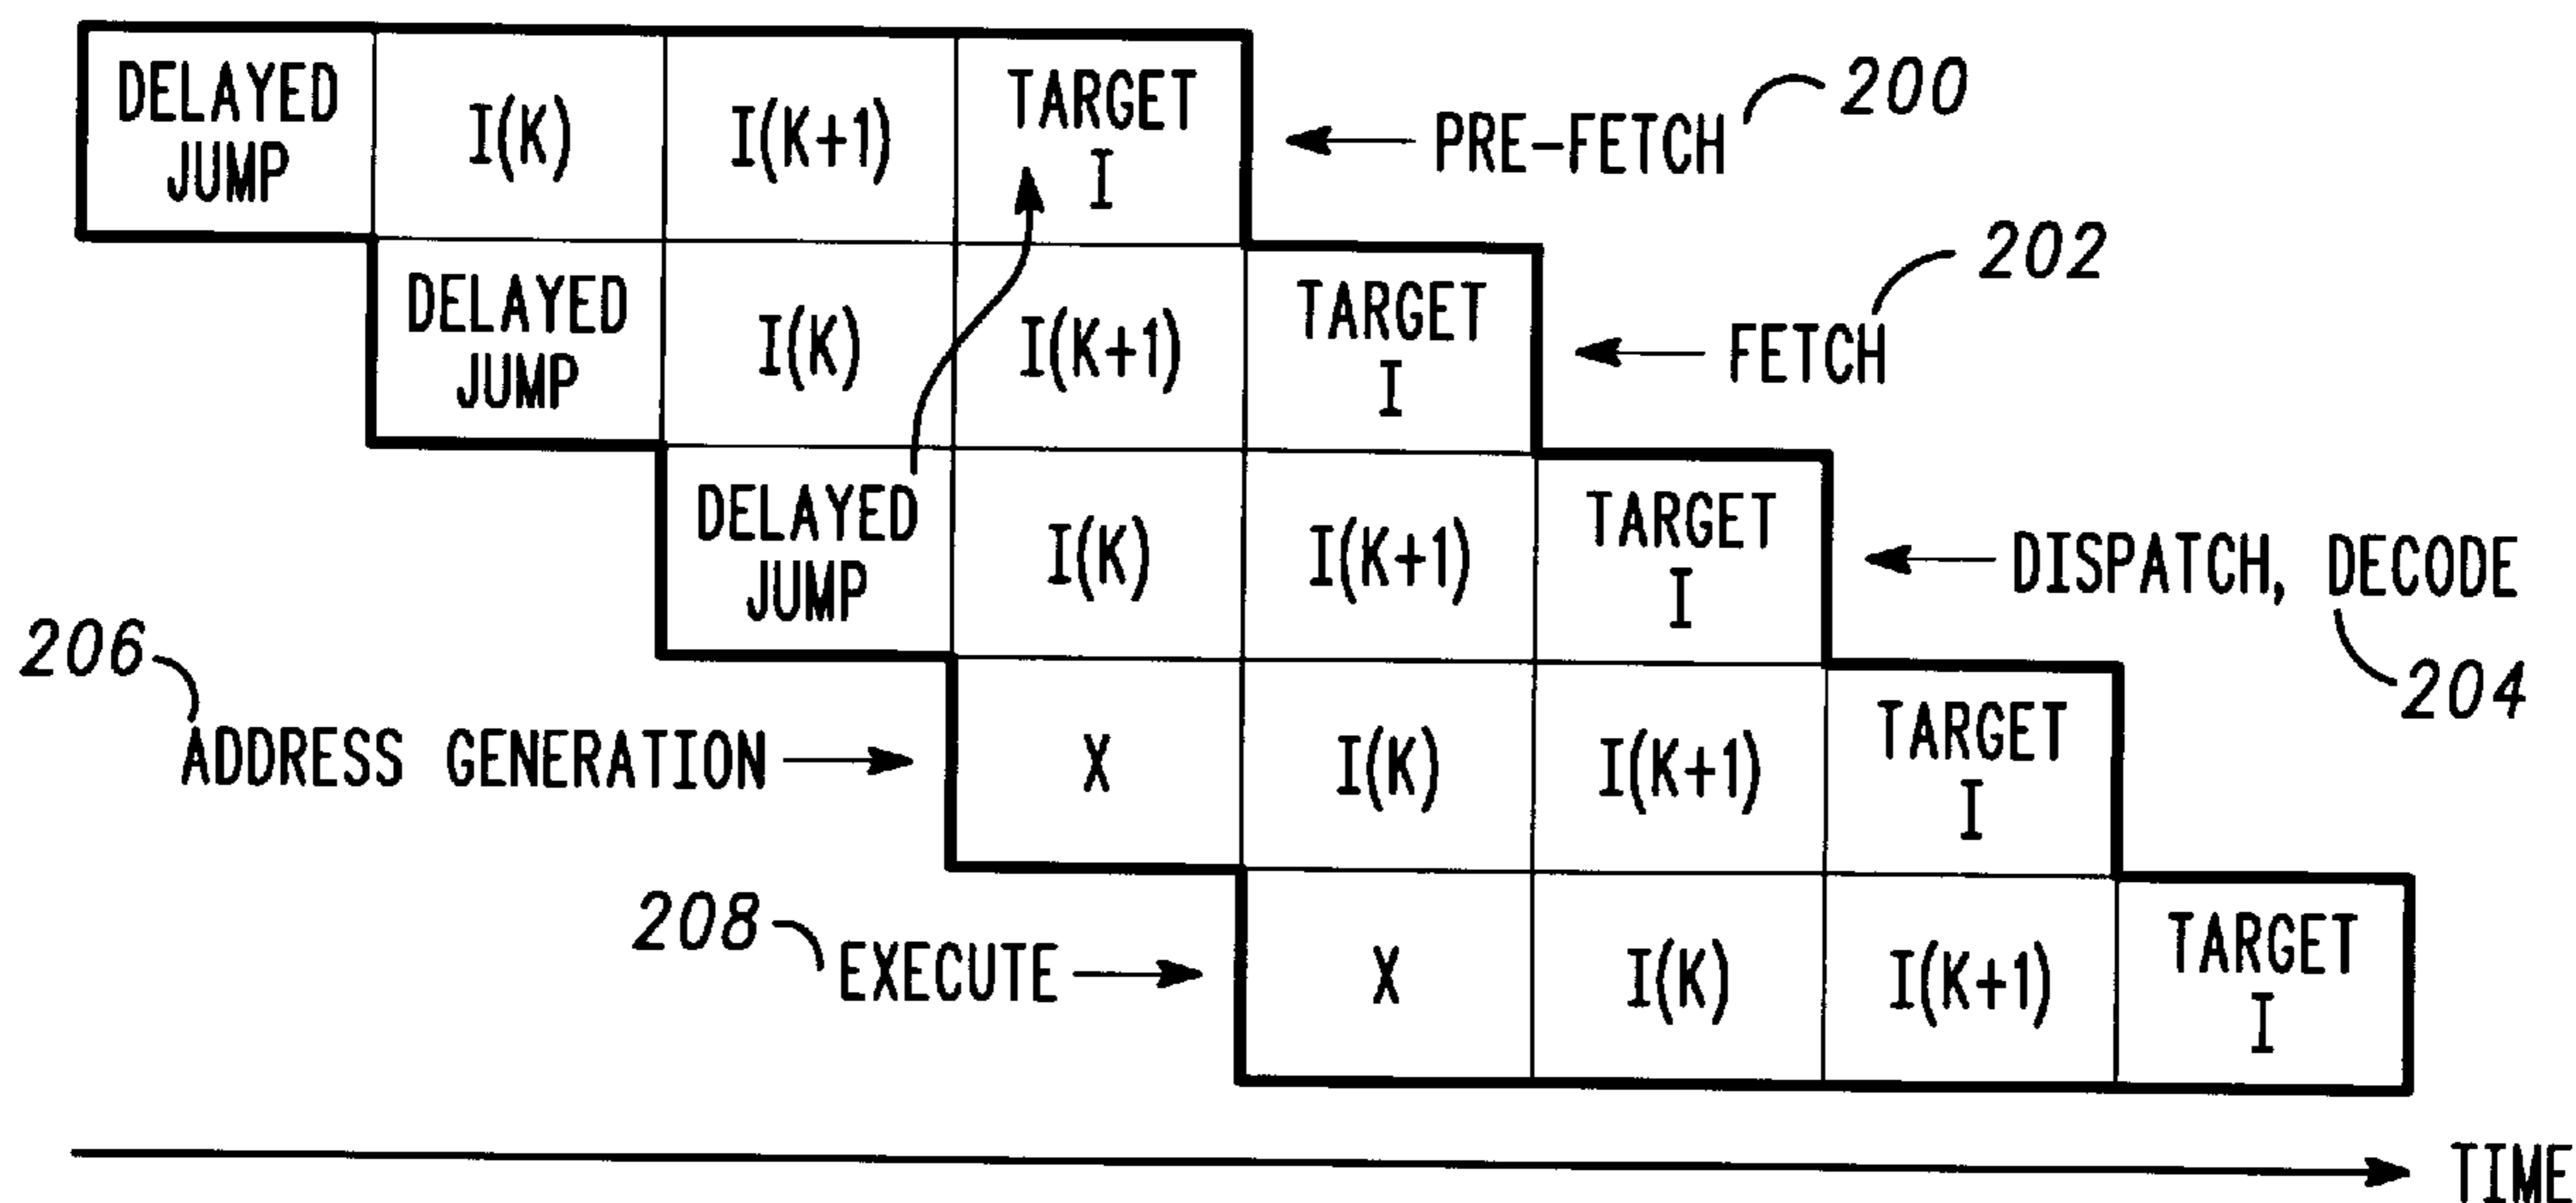 DELAYED JUMP I(K) I(K+1) TARGET I ← PRE-FETCH 200
DELAYED JUMP I(K) I(K+1) TARGET I ← FETCH 202
DELAYED JUMP I(K) I(K+1) TARGET I ← DISPATCH, DECODE 204
206 ADDRESS GENERATION → X I(K) I(K+1) TARGET I
208 EXECUTE → X I(K) I(K+1) TARGET I
TIME